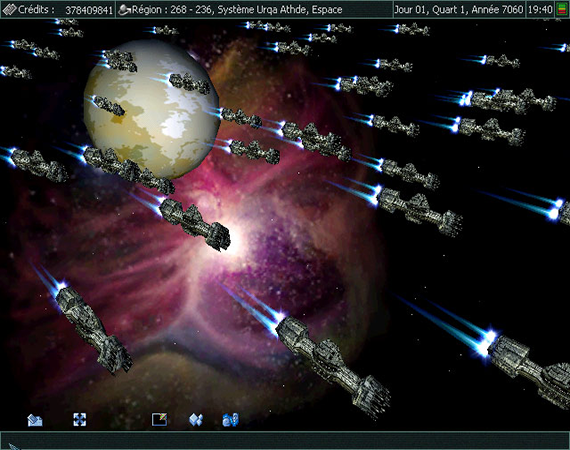 Crédits : 378409841 Région : 268 - 236, Système Urqa Athde, Espace Jour 01, Quart 1, Année 7060 19:40